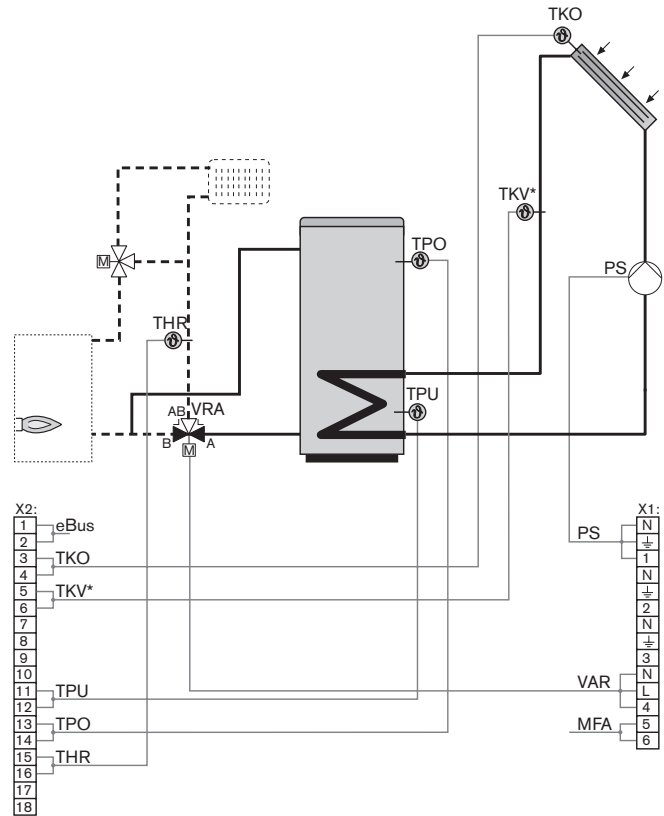 TKO
TKV*
TPO
PS
THR
TPU
AB VRA
B A
M
M
X2:
1 eBus
2
3 TKO
4
5 TKV*
6
7
8
9
10
11 TPU
12
13 TPO
14
15 THR
16
17
18
X1:
PS N
1
N
2
N
3
VAR N
L
4
MFA 5
6